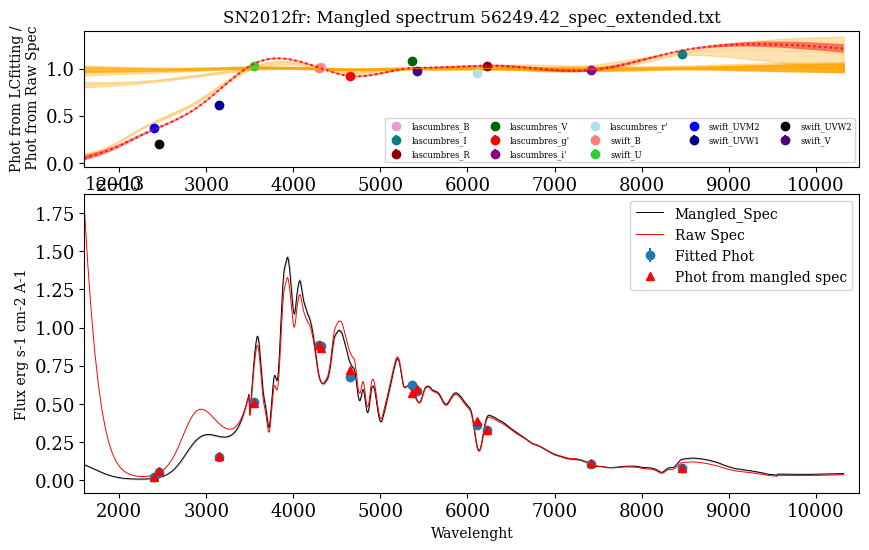 SN2012fr: Mangled spectrum 56249.42_spec_extended.txt
Phot from LCfitting /
Phot from Raw Spec
1.0
0.5
0.0
lascumbres_B
lascumbres_I
lascumbres_R
lascumbres_V
lascumbres_g'
lascumbres_i'
lascumbres_r'
swift_B
swift_U
swift_UVM2
swift_UVW1
swift_UVW2
swift_V
2000 3000 4000 5000 6000 7000 8000 9000 10000
1e−13
Flux erg s-1 cm-2 A-1
1.75
1.50
1.25
1.00
0.75
0.50
0.25
0.00
Mangled_Spec
Raw Spec
Fitted Phot
Phot from mangled spec
2000 3000 4000 5000 6000 7000 8000 9000 10000
Wavelenght